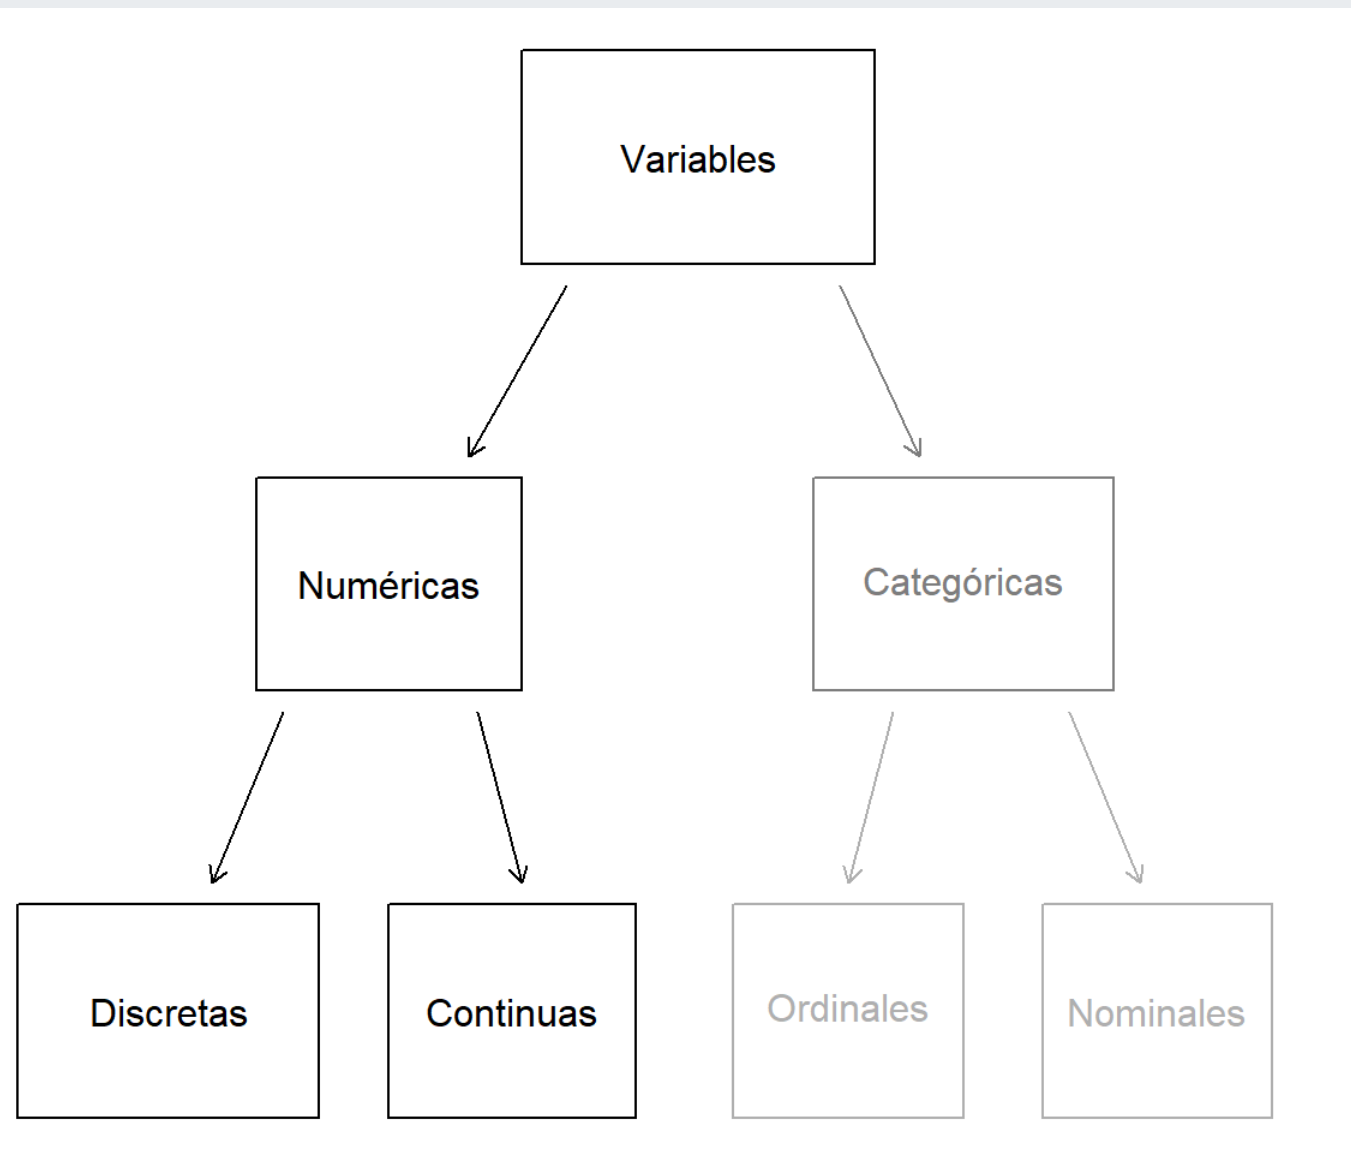 Variables
Numéricas
Categóricas
Discretas
Continuas
Ordinales
Nominales